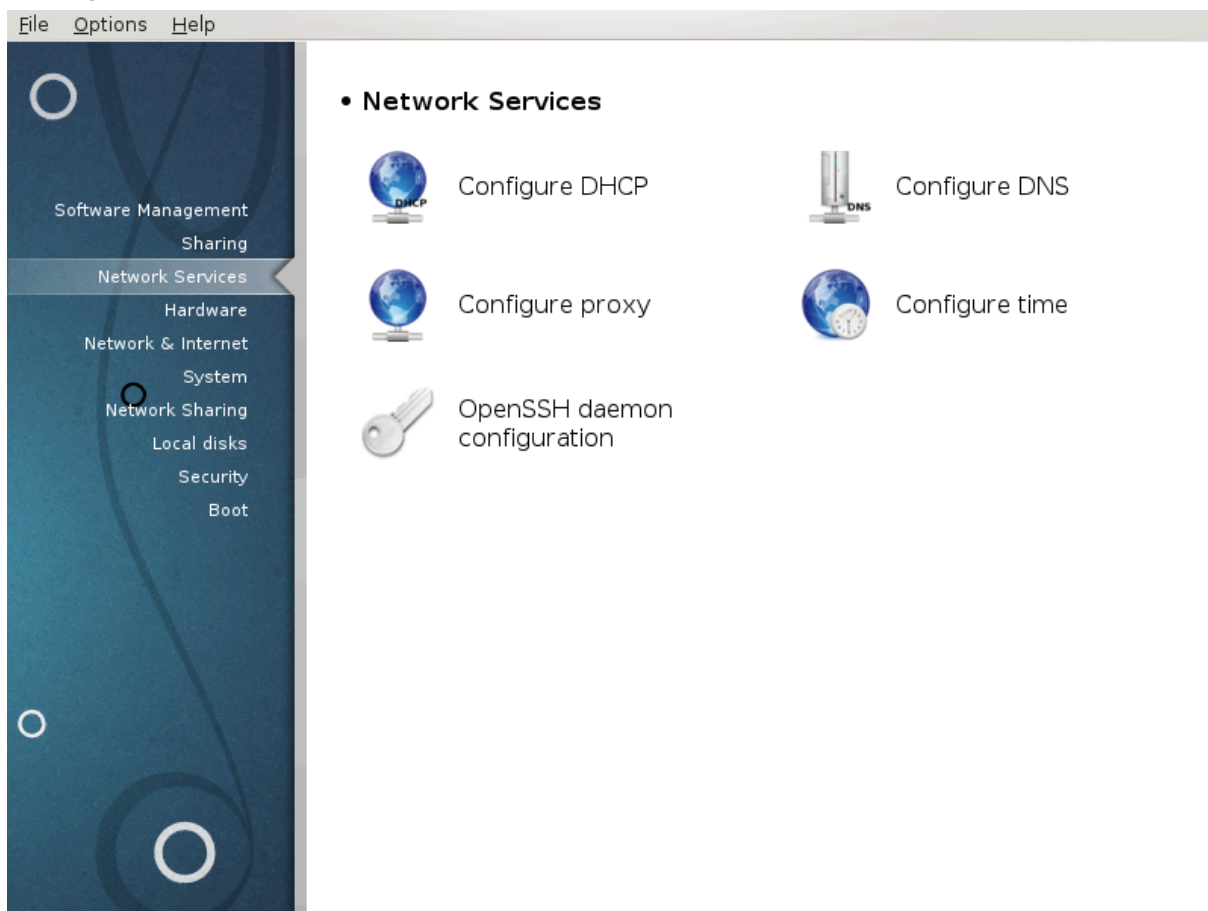 File Options Help
Software Management
Sharing
Network Services
Hardware
Network & Internet
System
Network Sharing
Local disks
Security
Boot
• Network Services
DHCP
Configure DHCP
DNS
Configure DNS
Configure proxy
Configure time
OpenSSH daemon
configuration